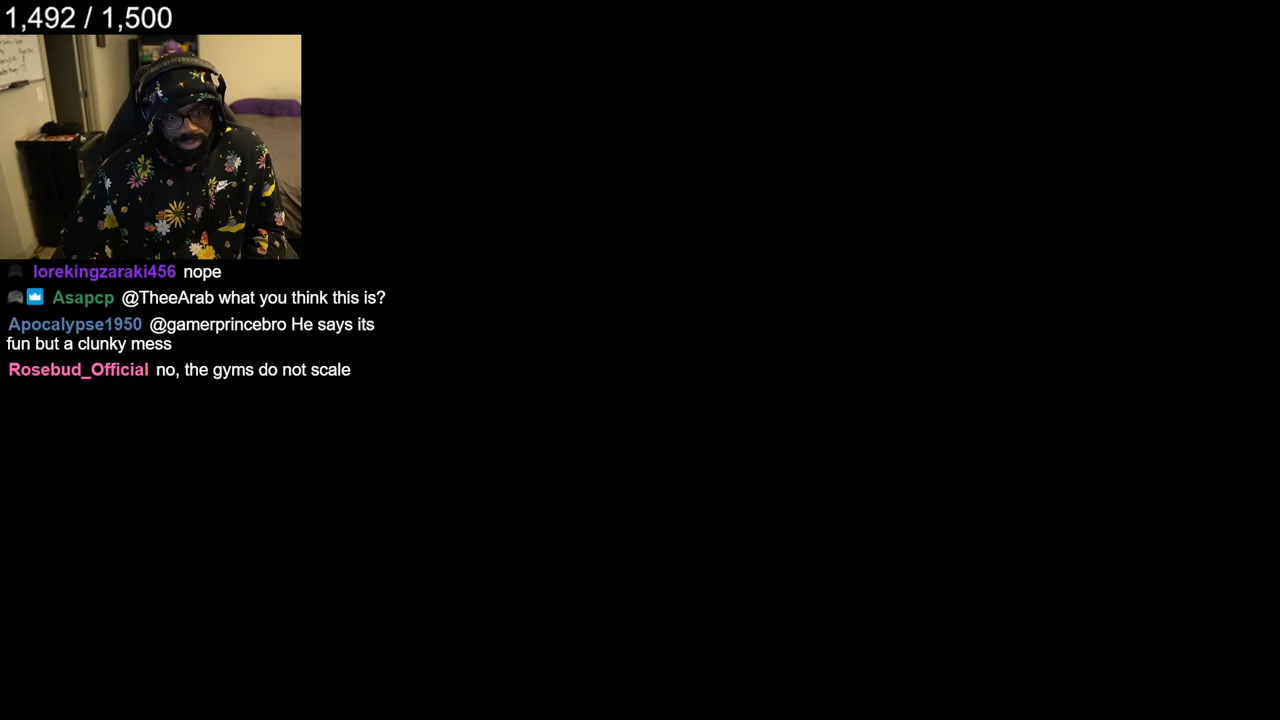 1,492 / 1,500
lorekingzaraki456 nope
Asapcp @TheeArab what you think this is?
Apocalypse1950 @gamerprincebro He says its
fun but a clunky mess
Rosebud_Official no, the gyms do not scale